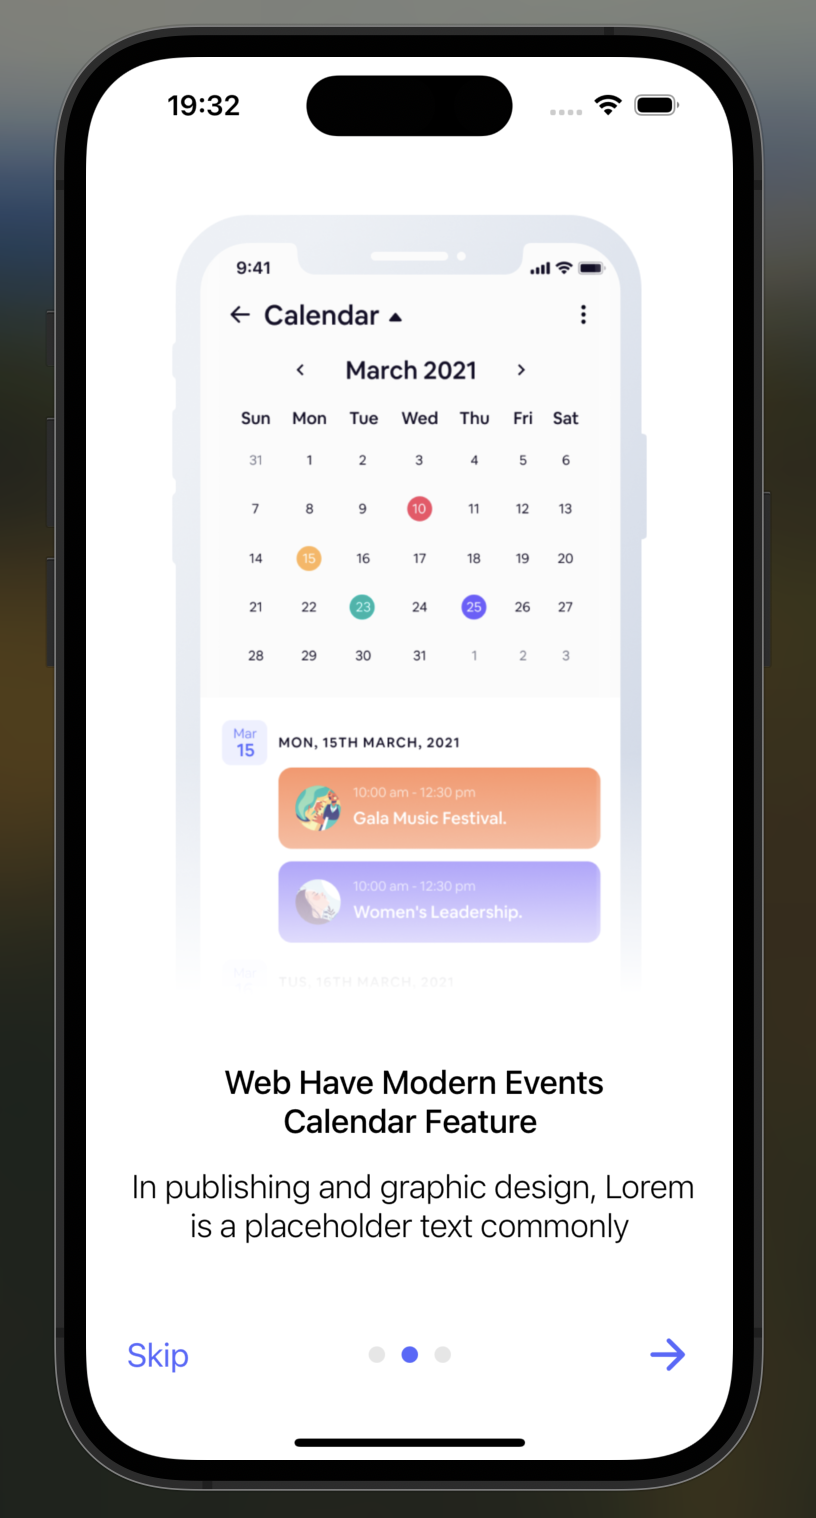 19:32
9:41
Calendar
March 2021
Sun Mon Tue Wed Thu Fri Sat
31 1 2 3 4 5 6
7 8 9 10 11 12 13
14 15 16 17 18 19 20
21 22 23 24 25 26 27
28 29 30 31 1 2 3
Mar
15
MON, 15TH MARCH, 2021
10:00 am - 12:30 pm
Gala Music Festival.
10:00 am - 12:30 pm
Women's Leadership.
Mar
TUS, 16TH MARCH, 2021
Web Have Modern Events
Calendar Feature
In publishing and graphic design, Lorem
is a placeholder text commonly
Skip